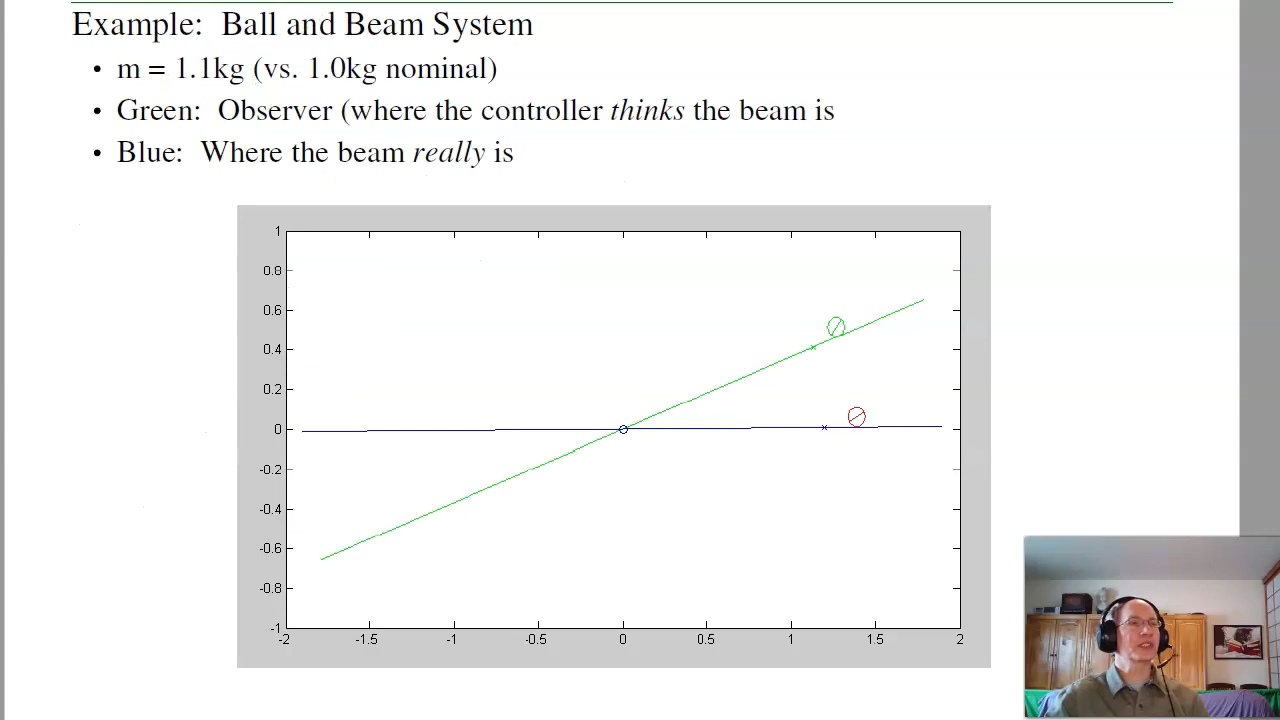 Example: Ball and Beam System
• m = 1.1kg (vs. 1.0kg nominal)
• Green: Observer (where the controller thinks the beam is
• Blue: Where the beam really is
1
0.8
0.6
0.4
0.2
0
-0.2
-0.4
-0.6
-0.8
-1
-2 -1.5 -1 -0.5 0 0.5 1 1.5 2